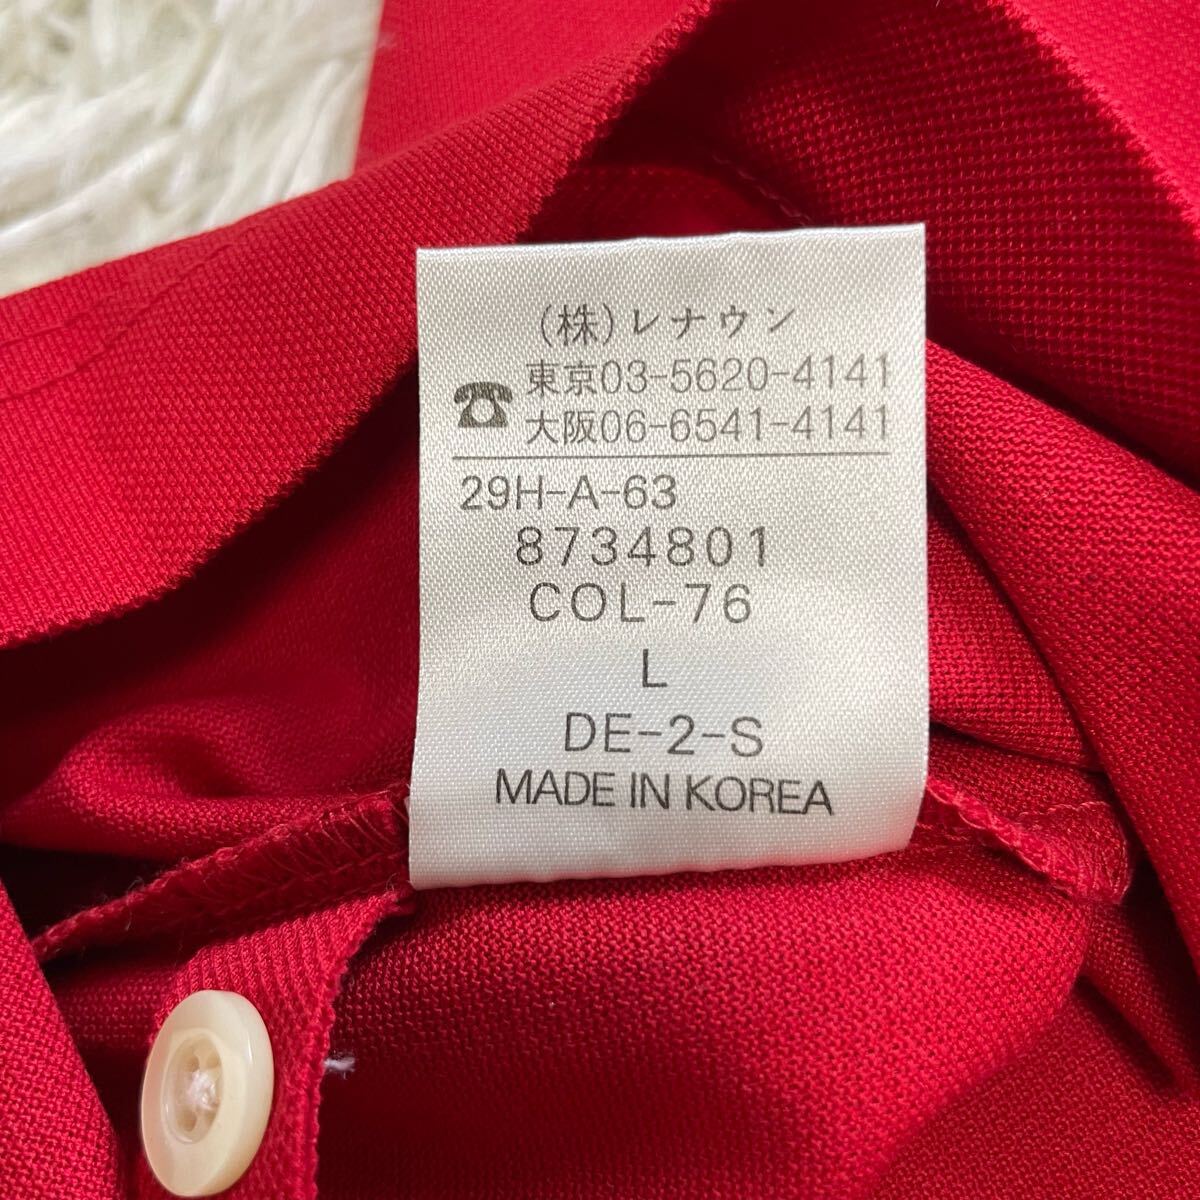 (株)レナウン
☎東京03-5620-4141
大阪06-6541-4141
29H-A-63
8734801
COL-76
L
DE-2-S
MADE IN KOREA